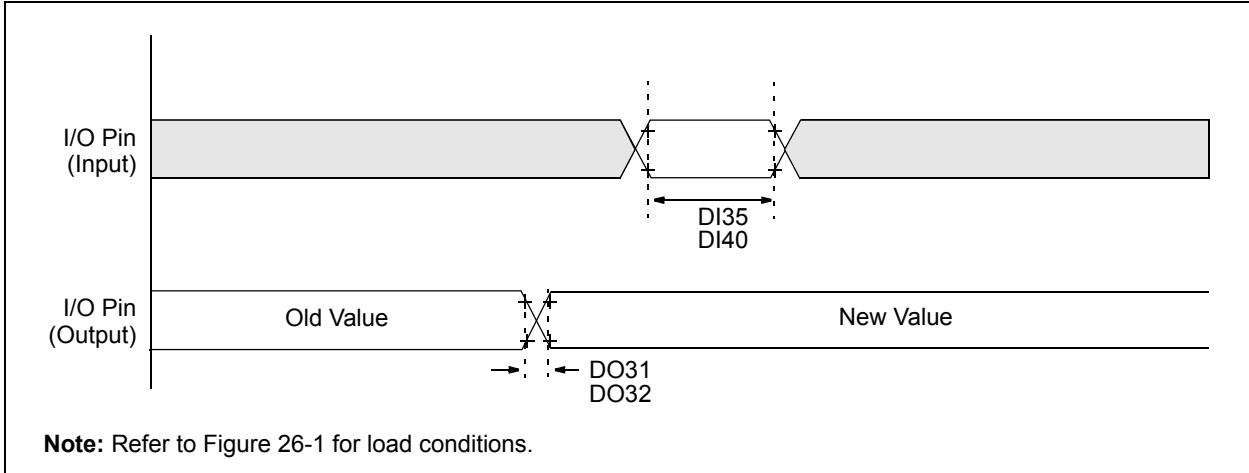 I/O Pin
(Input)
DI35
DI40
I/O Pin
(Output)
Old Value
New Value
DO31
DO32
Note: Refer to Figure 26-1 for load conditions.